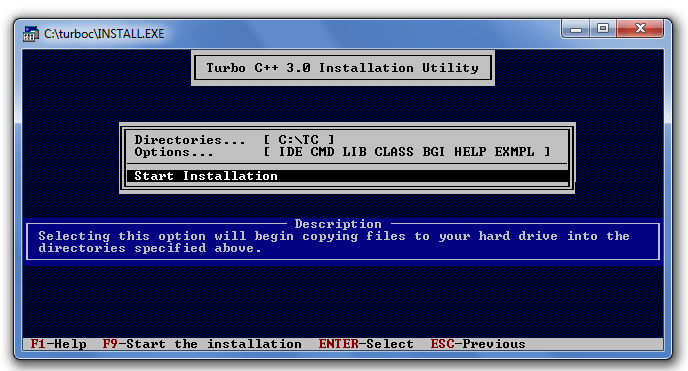 C:\turboc\INSTALL.EXE
Turbo C++ 3.0 Installation Utility
Directories... [ C:\TC ]
Options... [ IDE CMD LIB CLASS BGI HELP EXMPL ]
Start Installation
Description
Selecting this option will begin copying files to your hard drive into the
directories specified above.
F1-Help F9-Start the installation ENTER-Select ESC-Previous